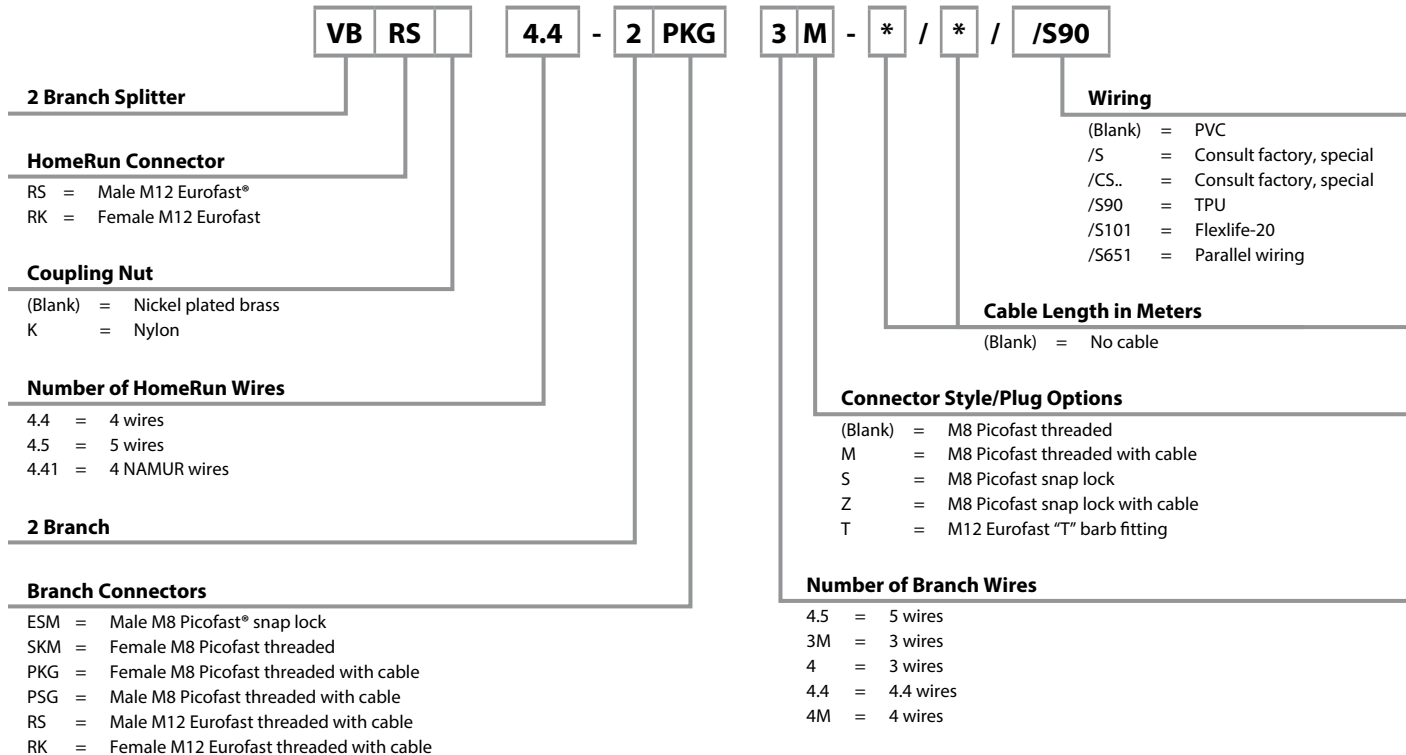 VB RS 4.4 - 2 PKG 3 M - * / * / /S90
2 Branch Splitter
HomeRun Connector
RS = Male M12 Eurofast®
RK = Female M12 Eurofast
Coupling Nut
(Blank) = Nickel plated brass
K = Nylon
Number of HomeRun Wires
4.4 = 4 wires
4.5 = 5 wires
4.41 = 4 NAMUR wires
2 Branch
Branch Connectors
ESM = Male M8 Picofast® snap lock
SKM = Female M8 Picofast threaded
PKG = Female M8 Picofast threaded with cable
PSG = Male M8 Picofast threaded with cable
RS = Male M12 Eurofast threaded with cable
RK = Female M12 Eurofast threaded with cable
Wiring
(Blank) = PVC
/S = Consult factory, special
/CS.. = Consult factory, special
/S90 = TPU
/S101 = Flexlife-20
/S651 = Parallel wiring
Cable Length in Meters
(Blank) = No cable
Connector Style/Plug Options
(Blank) = M8 Picofast threaded
M = M8 Picofast threaded with cable
S = M8 Picofast snap lock
Z = M8 Picofast snap lock with cable
T = M12 Eurofast “T” barb fitting
Number of Branch Wires
4.5 = 5 wires
3M = 3 wires
4 = 3 wires
4.4 = 4.4 wires
4M = 4 wires